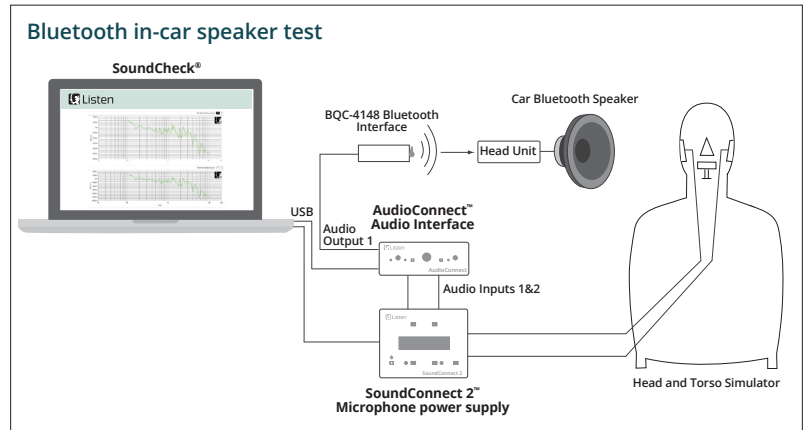 Bluetooth in-car speaker test
SoundCheck®
Listen
BQC-4148 Bluetooth
Interface
Car Bluetooth Speaker
Head Unit
USB
Audio
Output 1
AudioConnect™
Audio Interface
Listen
AudioConnect
Audio Inputs 1&2
Listen
SoundConnect 2
SoundConnect 2™
Microphone power supply
Head and Torso Simulator